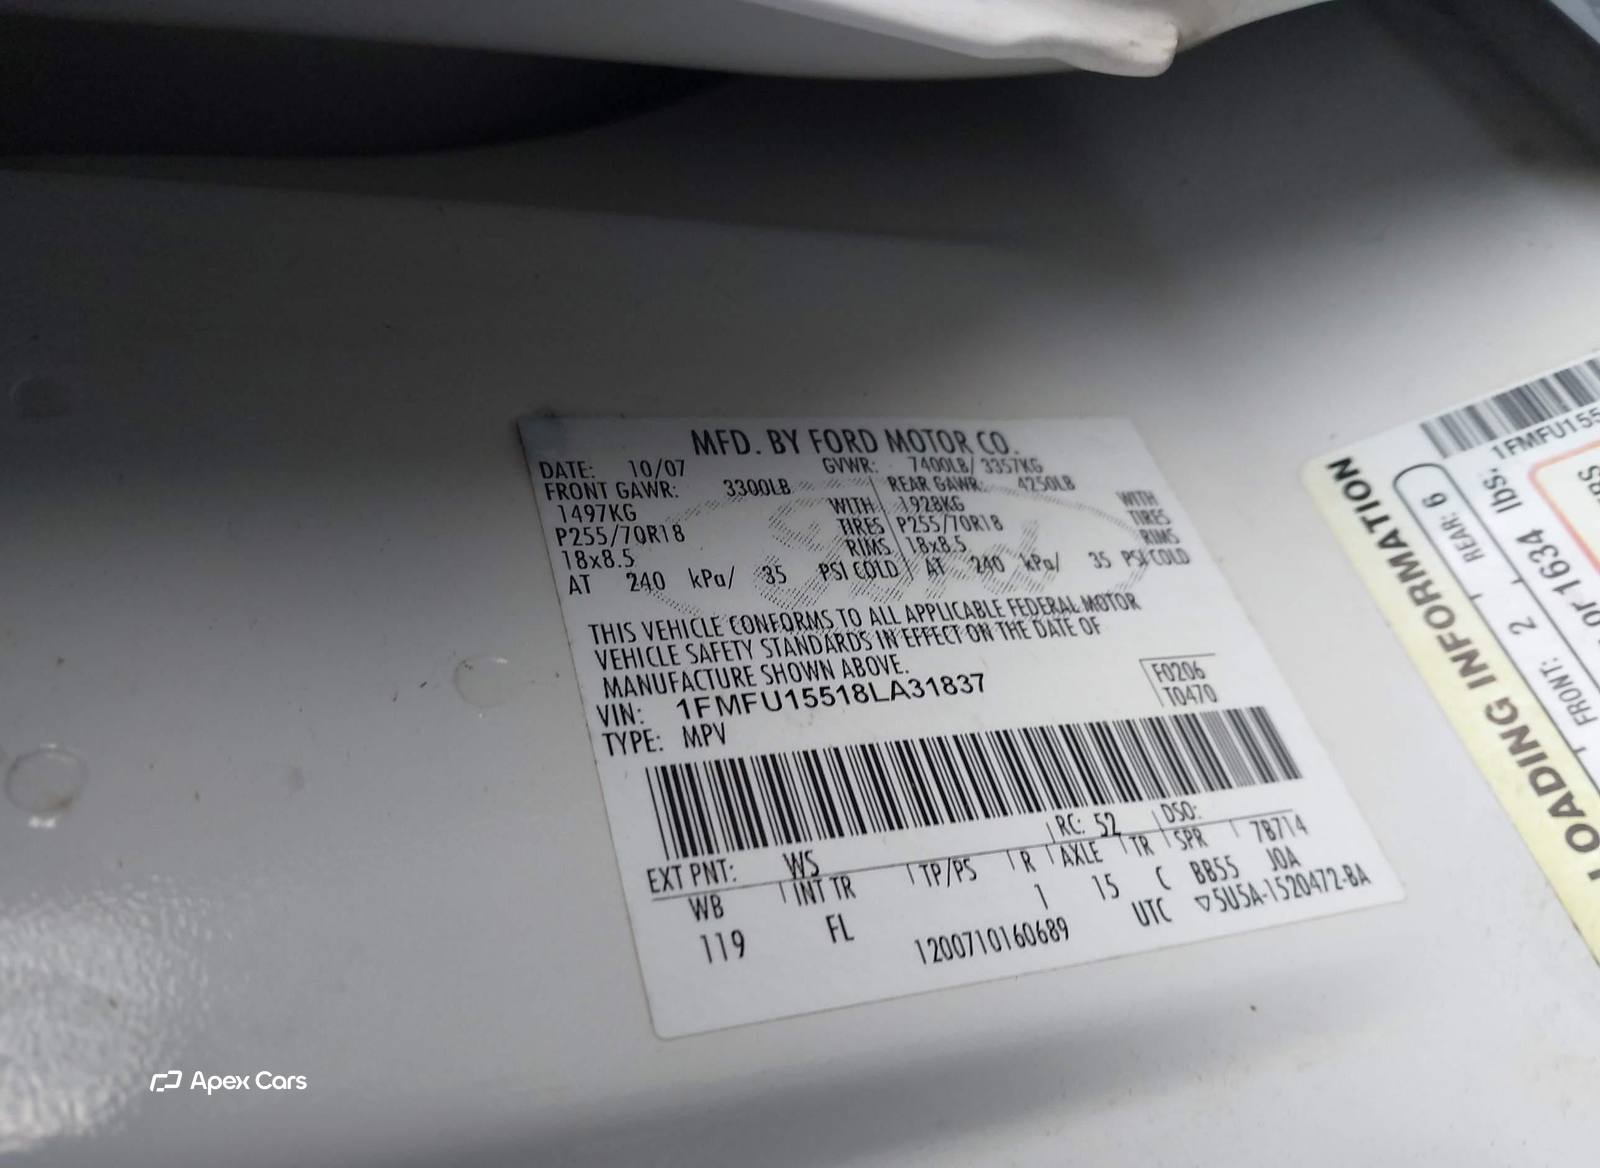 MFD. BY FORD MOTOR CO.
DATE: 10/07 GVWR: 7400LB/ 3357KG
FRONT GAWR: 3300LB REAR GAWR: 4250LB
1497KG WITH 1928KG WITH
P255/70R18 TIRES P255/70R18 TIRES
18x8.5 RIMS 18x8.5 RIMS
AT 240 kPa/ 35 PSI COLD AT 240 kPa/ 35 PSI COLD
THIS VEHICLE CONFORMS TO ALL APPLICABLE FEDERAL MOTOR
VEHICLE SAFETY STANDARDS IN EFFECT ON THE DATE OF
MANUFACTURE SHOWN ABOVE.
VIN: 1FMFU15518LA31837 F0206
TYPE: MPV T0470
EXT PNT: WS RC: 52 DSO:
WB INT TR TP/PS R AXLE TR SPR 7B714
119 FL 1 15 C BB55 JOA
1200710160689 UTC ▽5U5A-1520472-BA
LOADING INFORMATION
FRONT: 2 REAR: 6
or 1634 lbs.
1FMFU155
Apex Cars